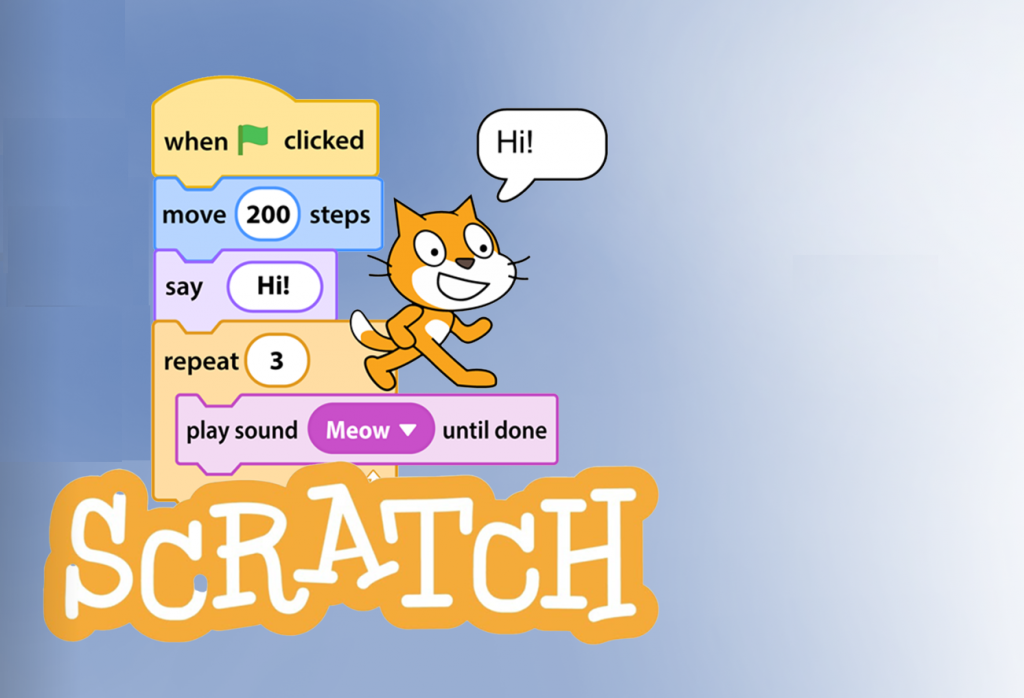 when clicked
Hi!
move 200 steps
say Hi!
repeat 3
play sound Meow until done
SCRATCH